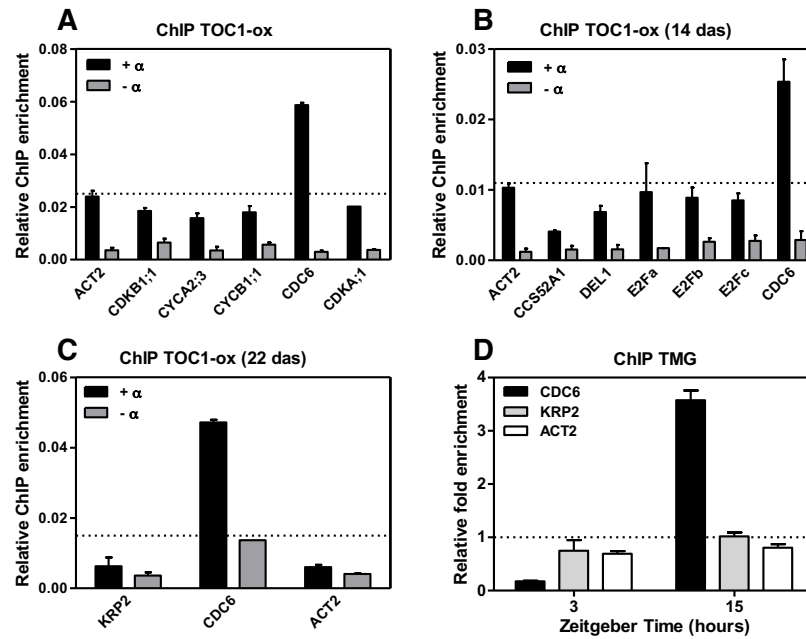 A
ChIP TOC1-ox
Relative ChIP enrichment
0.08
0.06
0.04
0.02
0.00
+ α
- α
ACT2
CDKB1;1
CYCA2;3
CYCB1;1
CDC6
CDKA;1
B
ChIP TOC1-ox (14 das)
Relative ChIP enrichment
0.03
0.01
0.00
+ α
- α
ACT2
CCS52A1
DEL1
E2Fa
E2Fb
E2Fc
CDC6
C
ChIP TOC1-ox (22 das)
Relative ChIP enrichment
0.06
0.04
0.02
0.00
+ α
- α
KRP2
CDC6
ACT2
D
ChIP TMG
Relative fold enrichment
4
3
2
1
0
CDC6
KRP2
ACT2
3
15
Zeitgeber Time (hours)